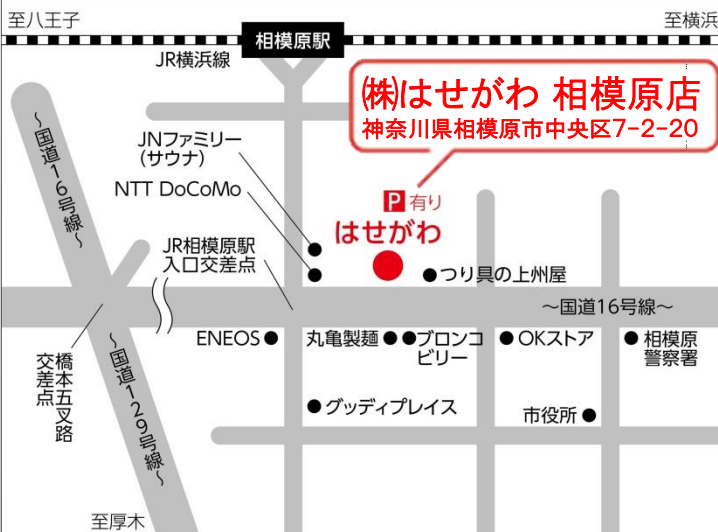 至八王子
至横浜
相模原駅
JR横浜線
㈱はせがわ 相模原店
神奈川県相模原市中央区7-2-20
～国道16号線～
JNファミリー
(サウナ)
NTT DoCoMo
P 有り
はせがわ
JR相模原駅
入口交差点
つり具の上州屋
～国道16号線～
ENEOS
丸亀製麺
ブロンコ
ビリー
OKストア
相模原
警察署
橋本五叉路
交差点
～国道129号線～
グッディプレイス
市役所
至厚木